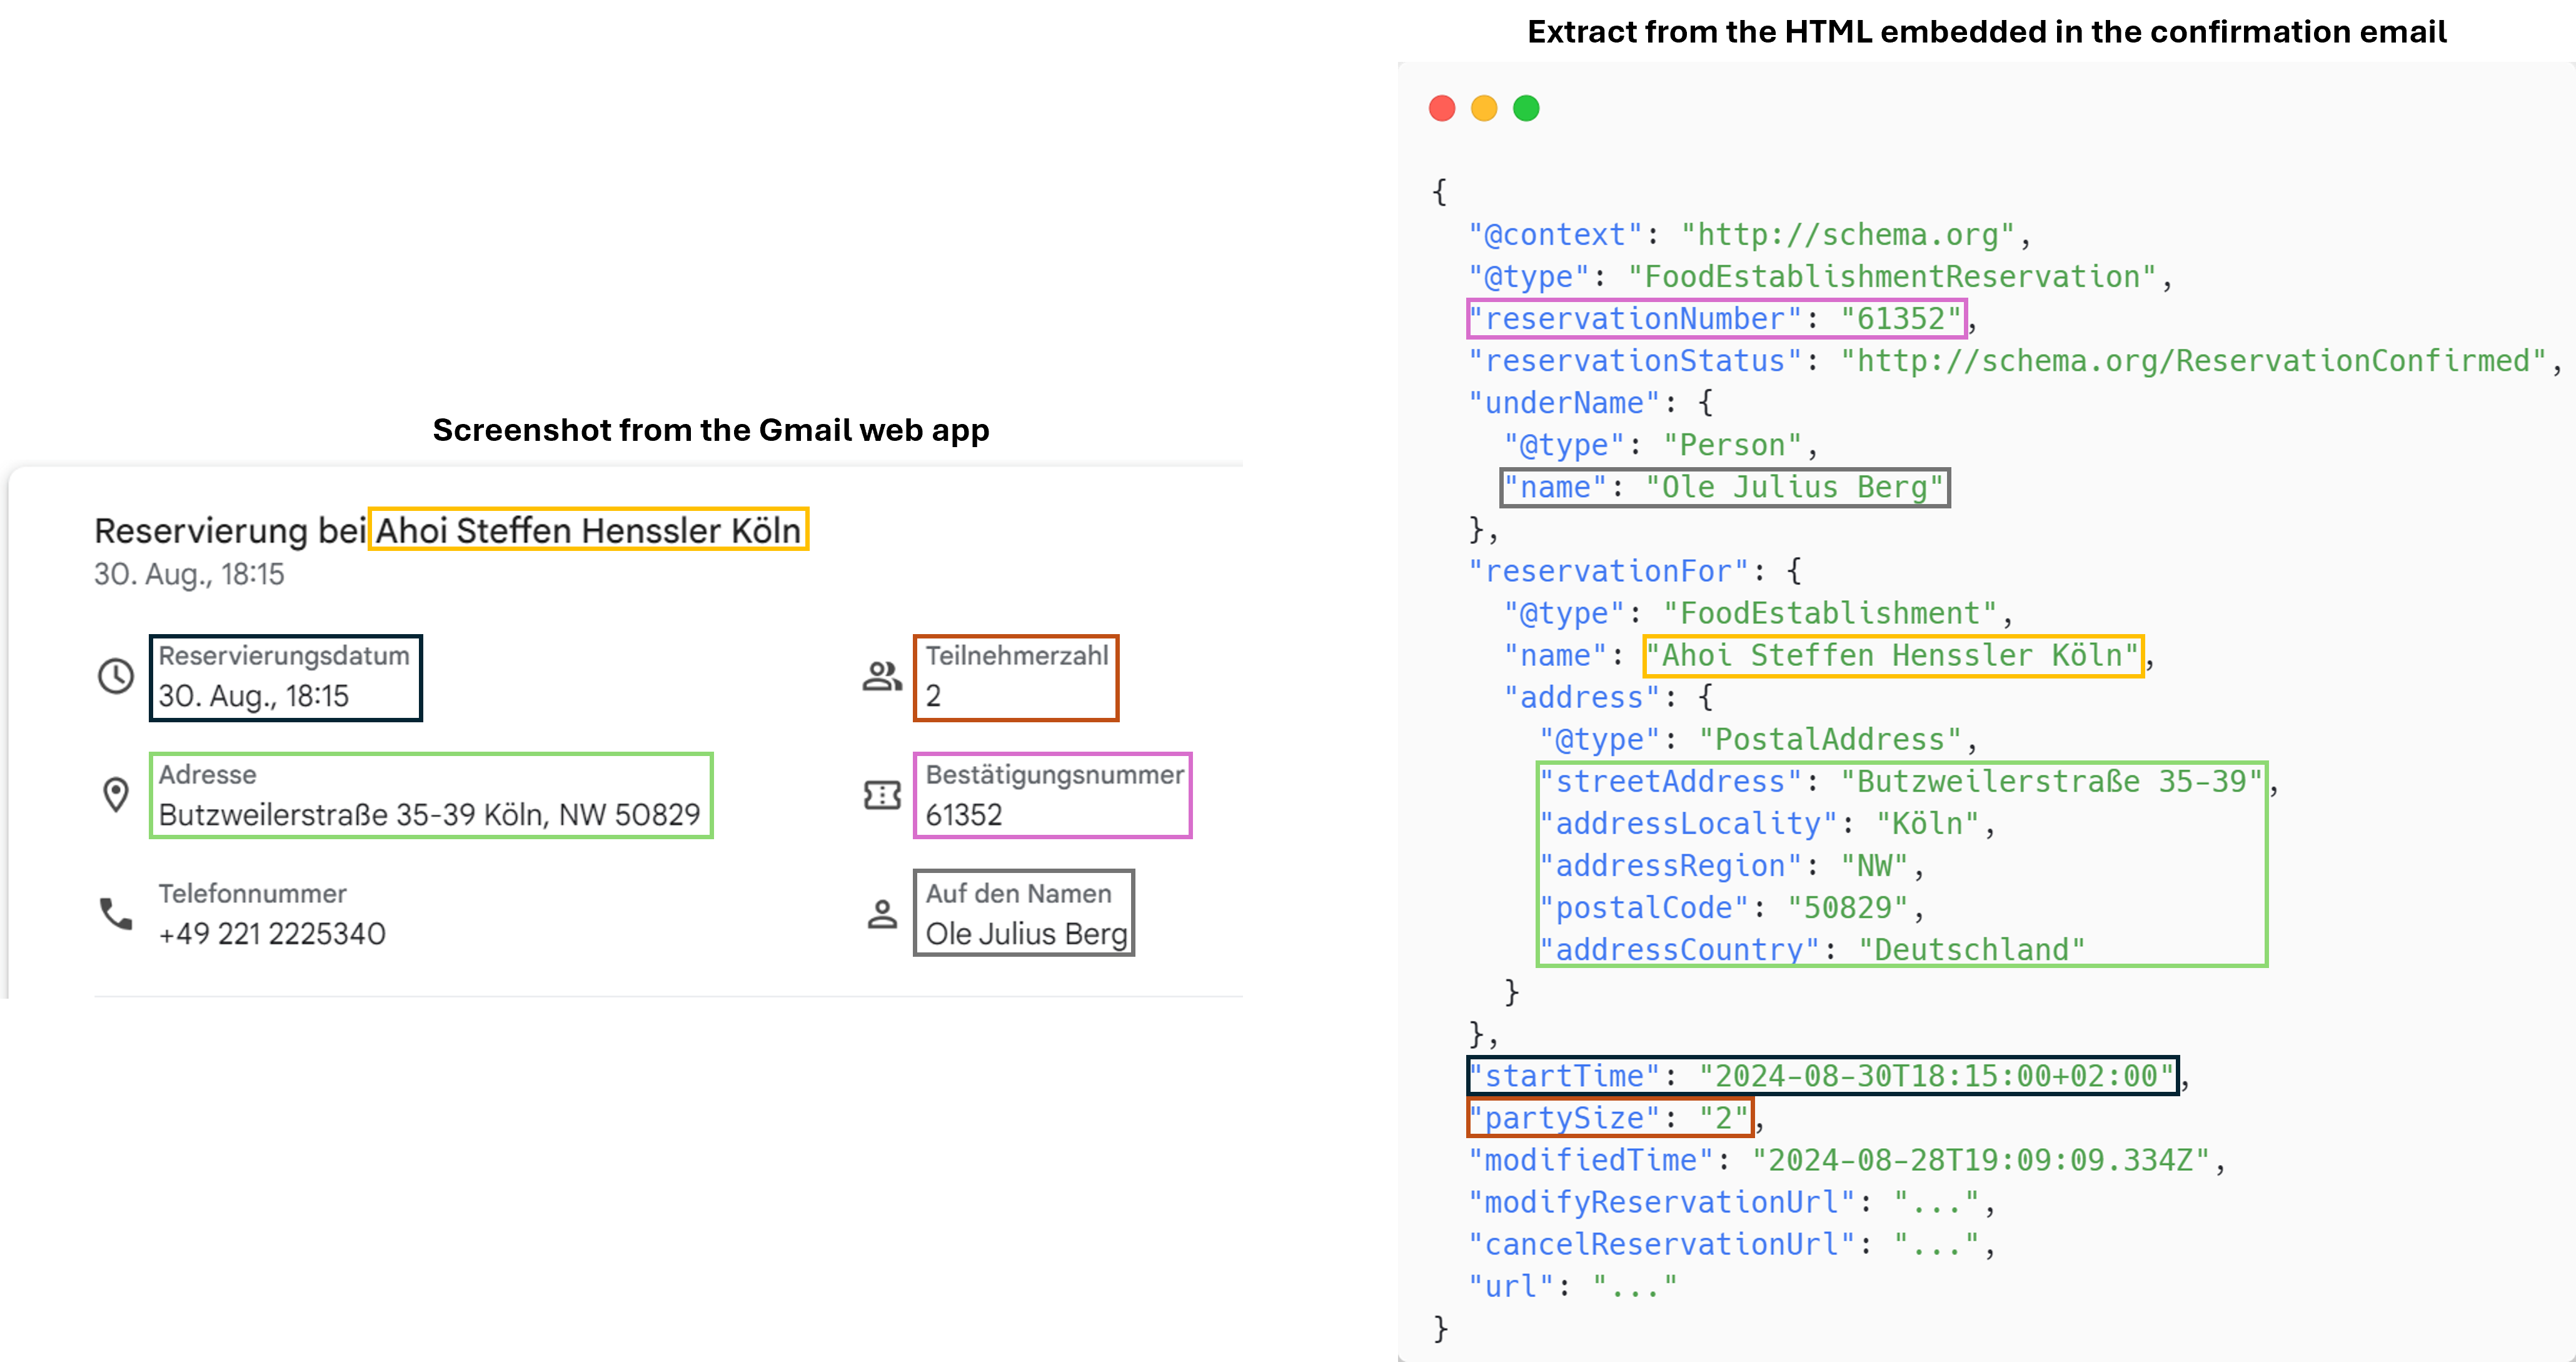 Screenshot from the Gmail web app
Reservierung bei Ahoi Steffen Henssler Köln
30. Aug., 18:15
Reservierungsdatum
30. Aug., 18:15
Teilnehmerzahl
2
Adresse
Butzweilerstraße 35-39 Köln, NW 50829
Bestätigungsnummer
61352
Telefonnummer
+49 221 2225340
Auf den Namen
Ole Julius Berg
Extract from the HTML embedded in the confirmation email
{
  "@context": "http://schema.org",
  "@type": "FoodEstablishmentReservation",
  "reservationNumber": "61352",
  "reservationStatus": "http://schema.org/ReservationConfirmed",
  "underName": {
    "@type": "Person",
    "name": "Ole Julius Berg"
  },
  "reservationFor": {
    "@type": "FoodEstablishment",
    "name": "Ahoi Steffen Henssler Köln",
    "address": {
      "@type": "PostalAddress",
      "streetAddress": "Butzweilerstraße 35-39",
      "addressLocality": "Köln",
      "addressRegion": "NW",
      "postalCode": "50829",
      "addressCountry": "Deutschland"
    }
  },
  "startTime": "2024-08-30T18:15:00+02:00",
  "partySize": "2",
  "modifiedTime": "2024-08-28T19:09:09.334Z",
  "modifyReservationUrl": "...",
  "cancelReservationUrl": "...",
  "url": "..."
}